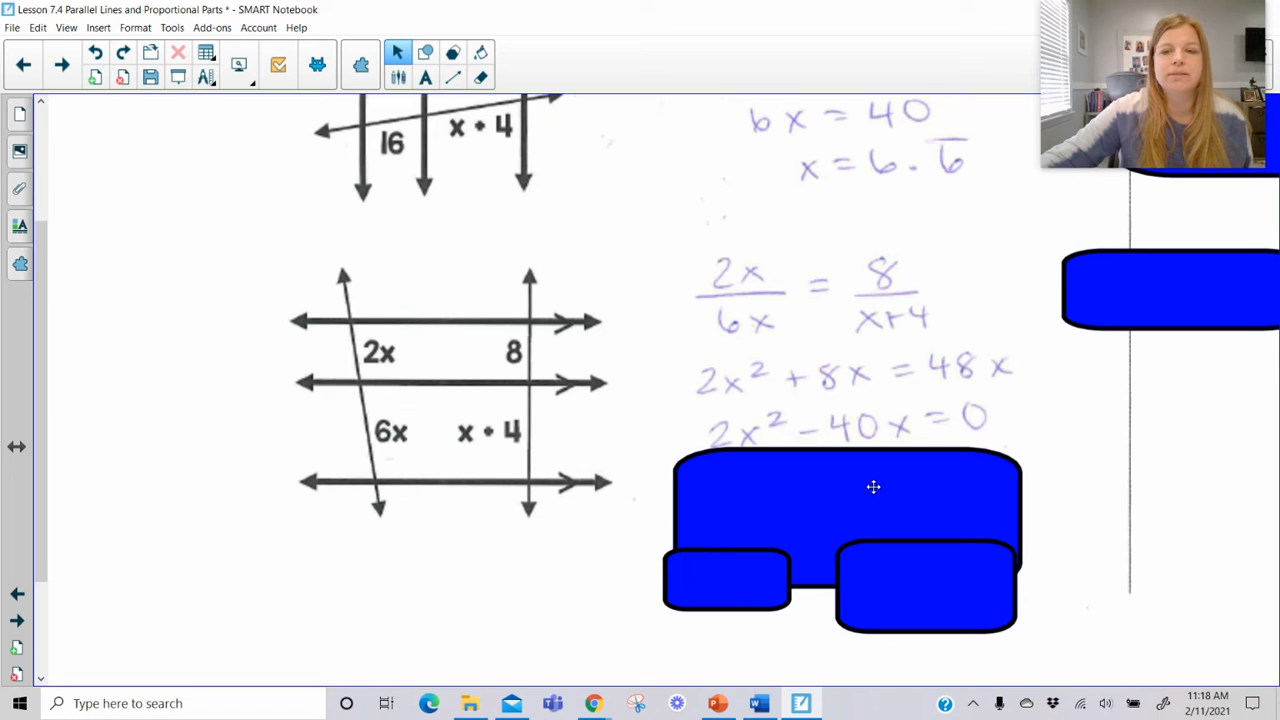 Lesson 7.4 Parallel Lines and Proportional Parts * - SMART Notebook
File Edit View Insert Format Tools Add-ons Account Help
16 x + 4
6x = 40
x = 6.6̅
2x/6x = 8/x+4
2x 8
2x² + 8x = 48x
6x x + 4
2x² - 40x = 0
Type here to search
11:18 AM
2/11/2021